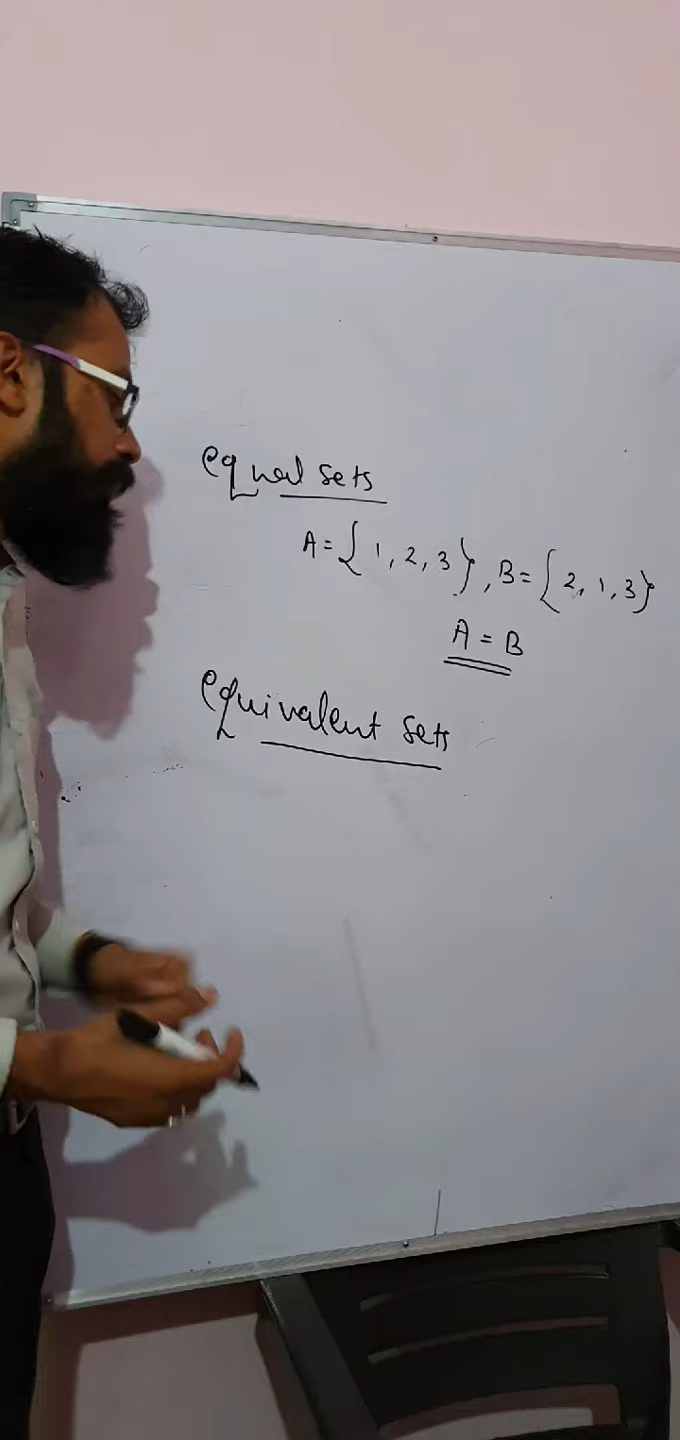 equal sets
A = { 1, 2, 3 }, B = { 2, 1, 3 }
A = B
equivalent sets